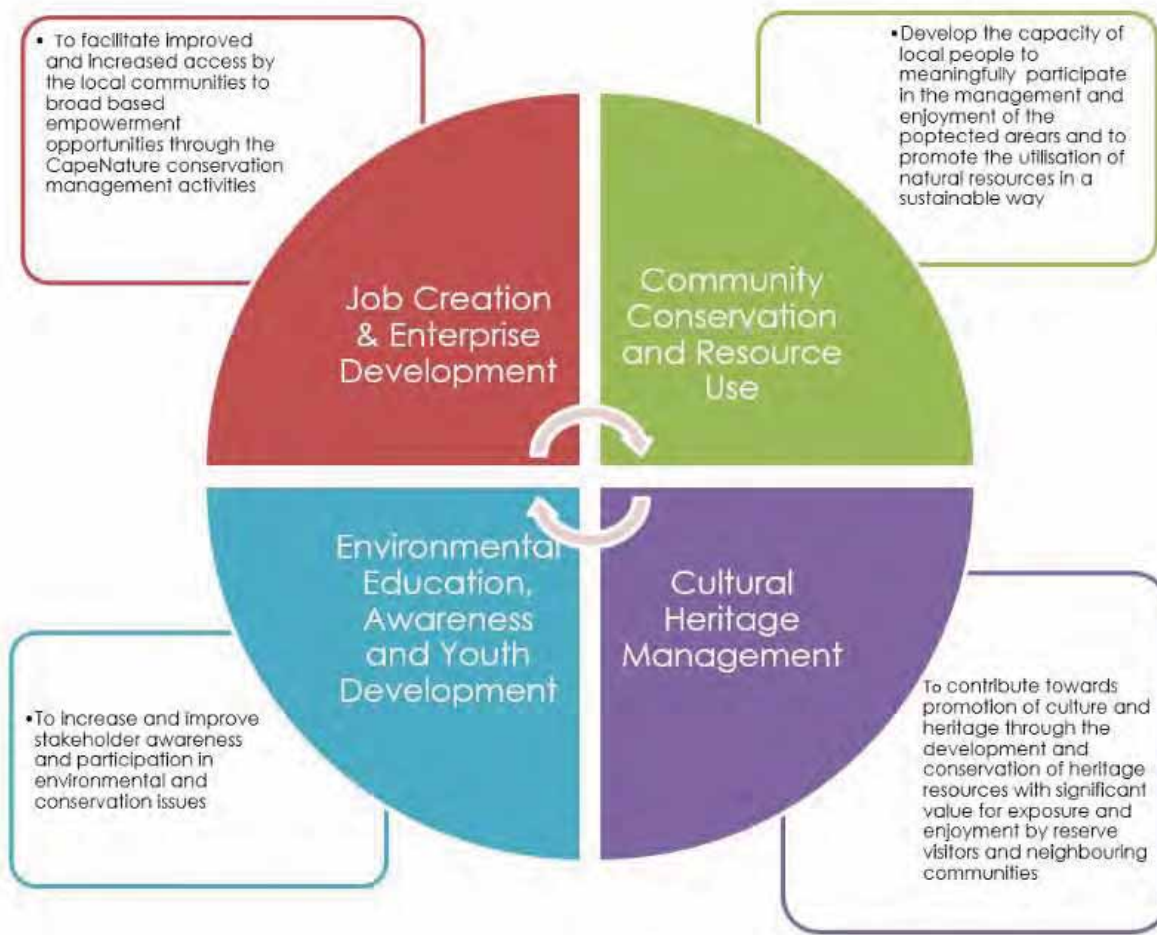 • To facilitate improved
and increased access by
the local communities to
broad based
empowerment
opportunities through the
CapeNature conservation
management activities
•Develop the capacity of
local people to
meaningfully participate
in the management and
enjoyment of the
poptected arears and to
promote the utilisation of
natural resources in a
sustainable way
Job Creation
& Enterprise
Development
Community
Conservation
and Resource
Use
Environmental
Education,
Awareness
and Youth
Development
Cultural
Heritage
Management
•To increase and improve
stakeholder awareness
and participation in
environmental and
conservation issues
To contribute towards
promotion of culture and
heritage through the
development and
conservation of heritage
resources with significant
value for exposure and
enjoyment by reserve
visitors and neighbouring
communities